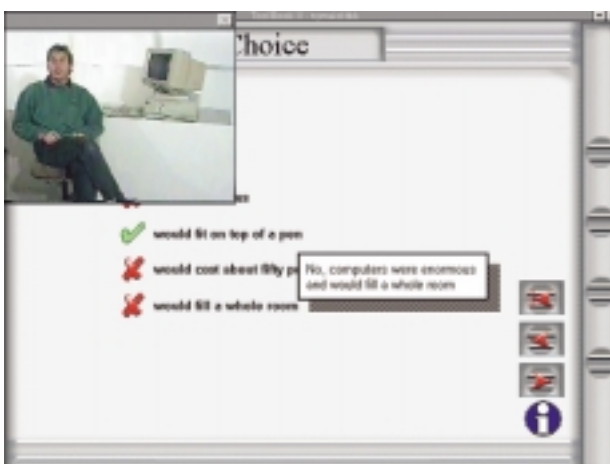 Choice
would fit on top of a pen
would cost about fifty
No, computers were enormous
and would fill a whole room
would fill a whole room